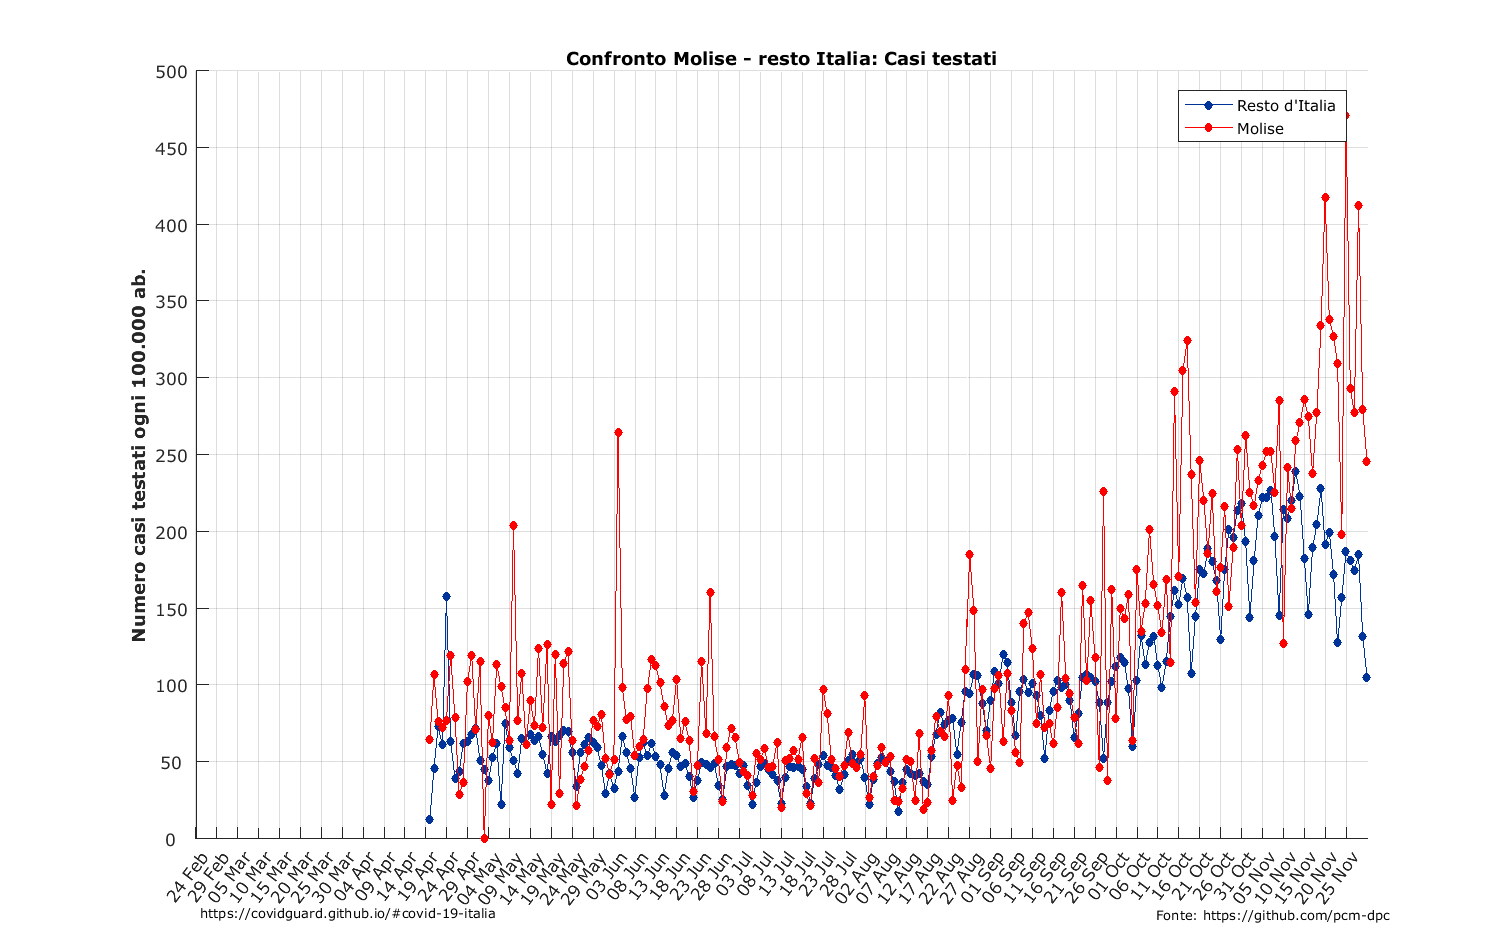 Confronto Molise - resto Italia: Casi testati
500
450
400
350
300
250
200
150
100
50
0
Numero casi testati ogni 100.000 ab.
Resto d'Italia
Molise
24 Feb
29 Feb
05 Mar
10 Mar
15 Mar
20 Mar
25 Mar
30 Mar
04 Apr
09 Apr
14 Apr
19 Apr
24 Apr
29 Apr
04 May
09 May
14 May
19 May
24 May
29 May
03 Jun
08 Jun
13 Jun
18 Jun
23 Jun
28 Jun
03 Jul
08 Jul
13 Jul
18 Jul
23 Jul
28 Jul
02 Aug
07 Aug
12 Aug
17 Aug
22 Aug
27 Aug
01 Sep
06 Sep
11 Sep
16 Sep
21 Sep
26 Sep
01 Oct
06 Oct
11 Oct
16 Oct
21 Oct
26 Oct
31 Oct
05 Nov
10 Nov
15 Nov
20 Nov
25 Nov
https://covidguard.github.io/#covid-19-italia
Fonte: https://github.com/pcm-dpc